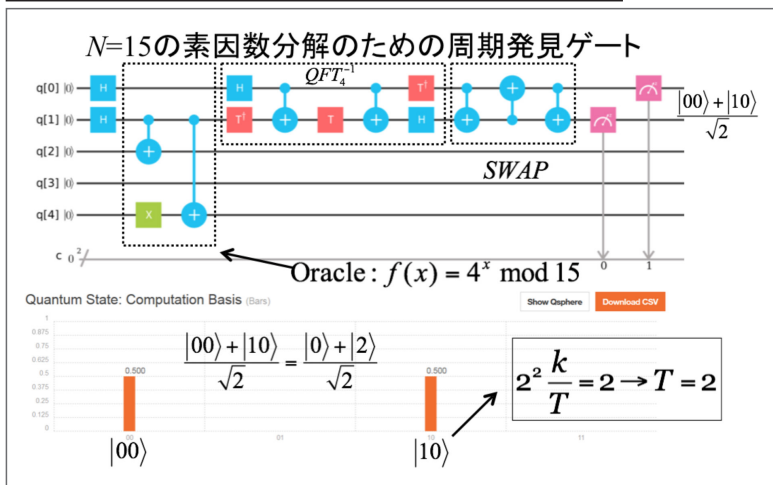 N=15の素因数分解のための周期発見ゲート
QFT₄⁻¹
q[0] |0⟩ H H T†
q[1] |0⟩ H T† T H
|00⟩+|10⟩
√2
q[2] |0⟩
SWAP
q[3] |0⟩
q[4] |0⟩ X
c 0 2
0 1
Oracle : f(x) = 4ˣ mod 15
Quantum State: Computation Basis (Bars)
Show Qsphere Download CSV
1
0.875
0.75
0.625
0.5
0.375
0.25
0.125
0
|00⟩+|10⟩ = |0⟩+|2⟩
√2 √2
0.500 0.500
2² k/T = 2 → T = 2
00 01 10 11
|00⟩ |10⟩